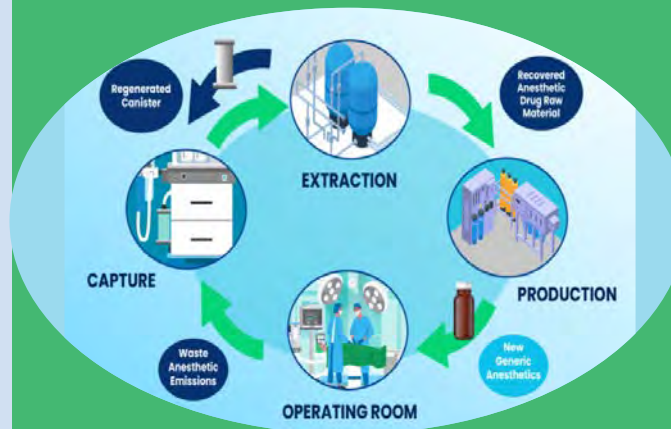 Regenerated
Canister
Recovered
Anesthetic
Drug Raw
Material
EXTRACTION
CAPTURE
PRODUCTION
Waste
Anesthetic
Emissions
New
Generic
Anesthetics
OPERATING ROOM